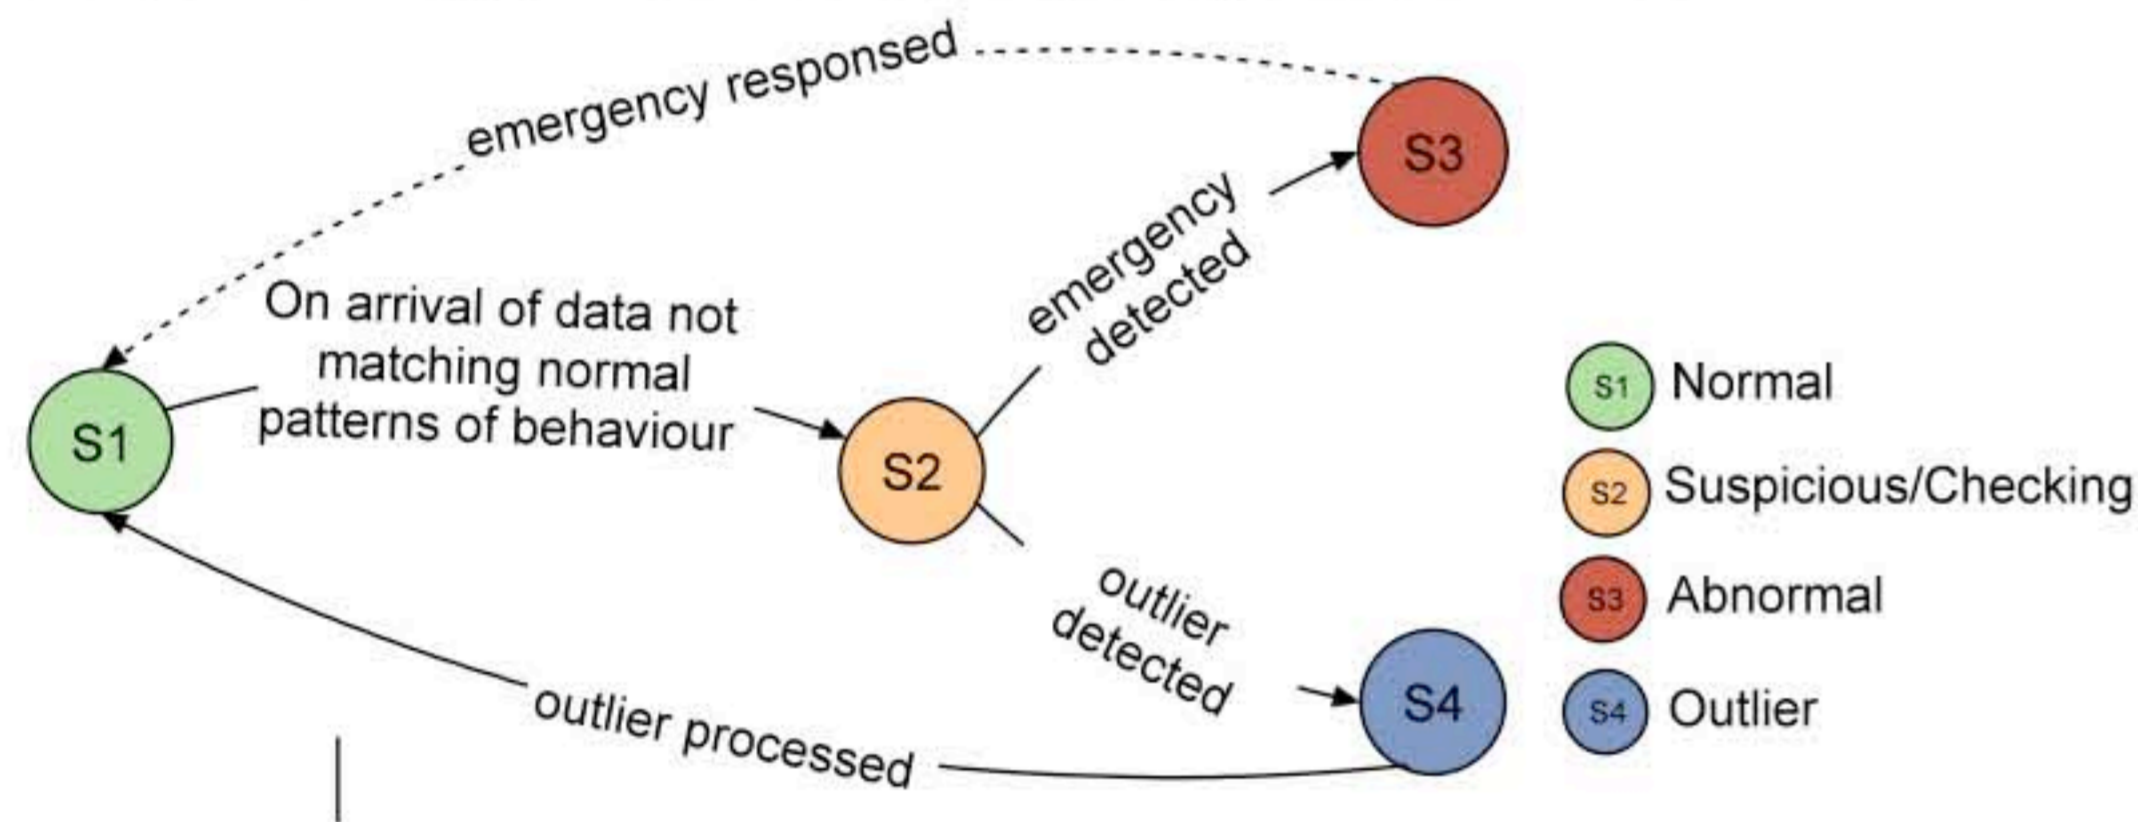 emergency responsed
S3
emergency
detected
On arrival of data not
matching normal
patterns of behaviour
S1
S2
outlier
detected
S4
outlier processed
S1 Normal
S2 Suspicious/Checking
S3 Abnormal
S4 Outlier